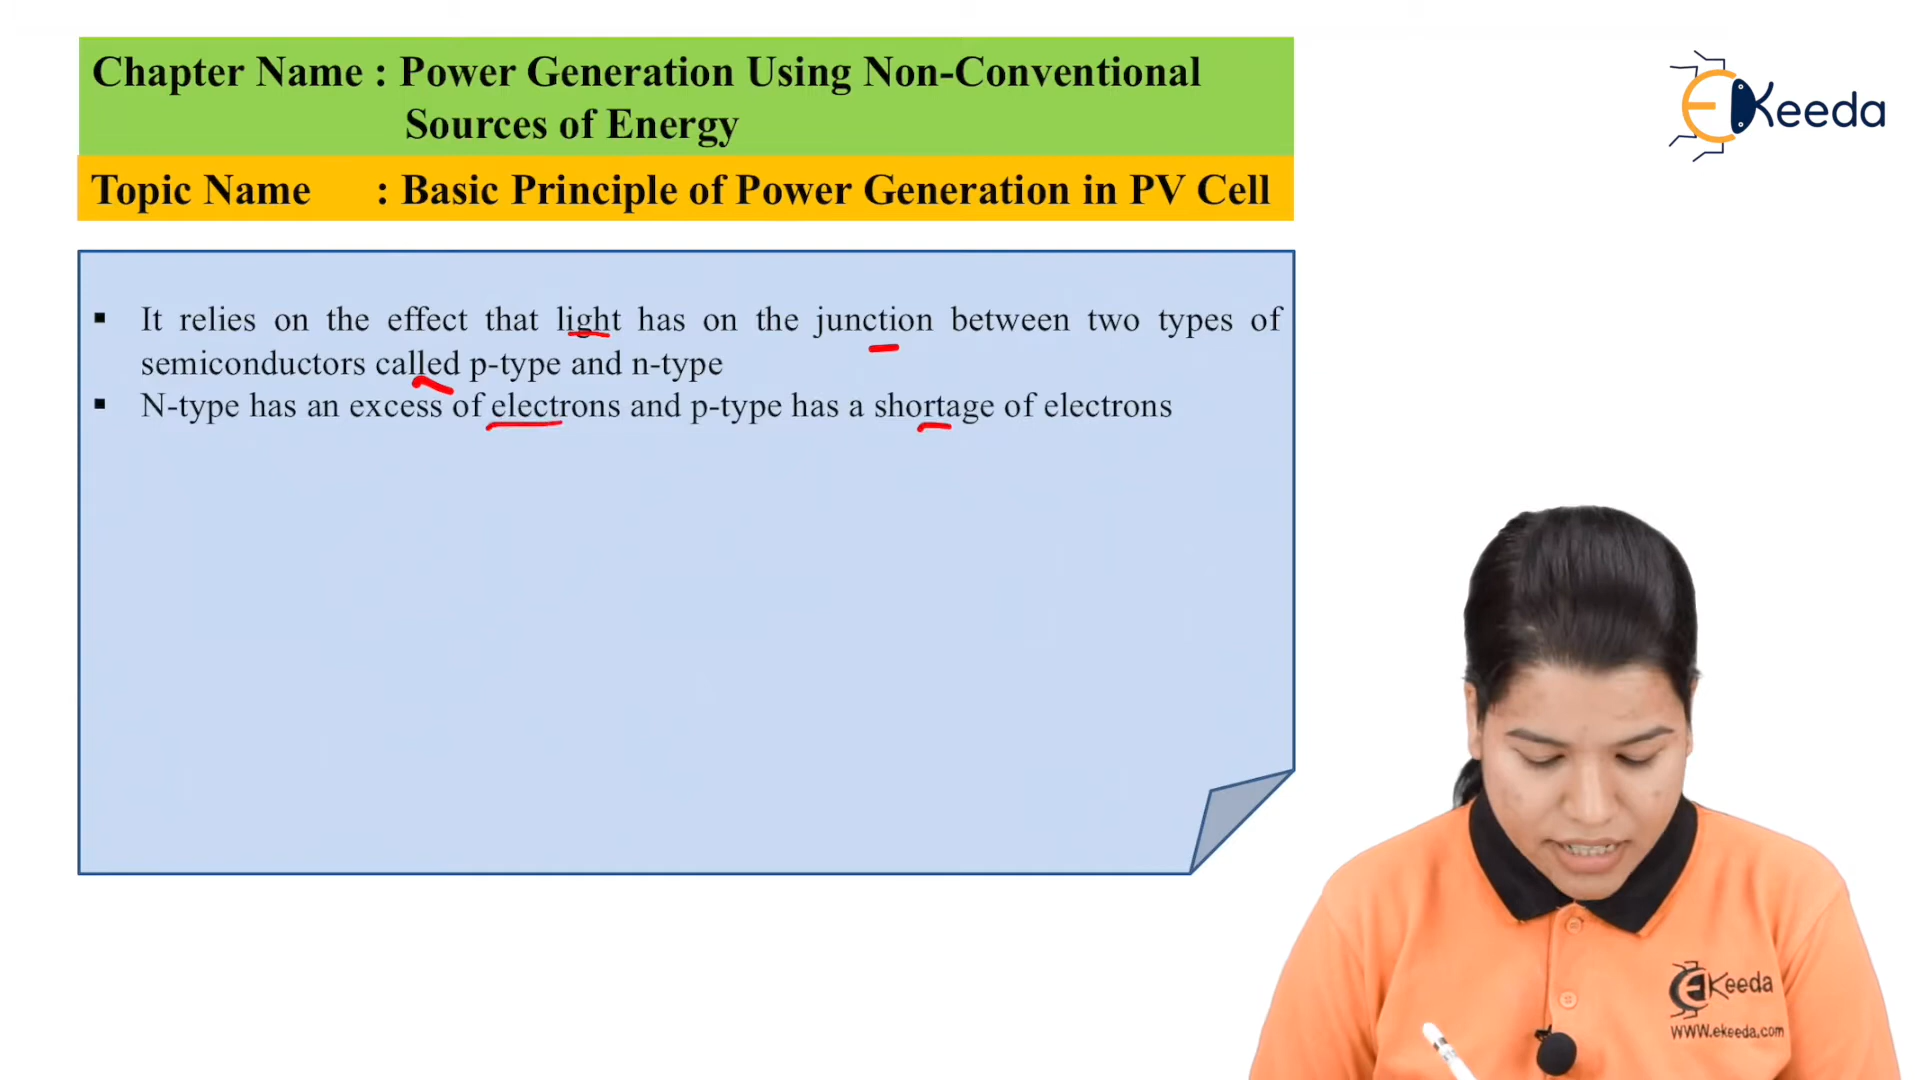 Chapter Name : Power Generation Using Non-Conventional
Sources of Energy
Topic Name : Basic Principle of Power Generation in PV Cell
EKeeda
▪ It relies on the effect that light has on the junction between two types of
semiconductors called p-type and n-type
▪ N-type has an excess of electrons and p-type has a shortage of electrons
EKeeda
www.ekeeda.com